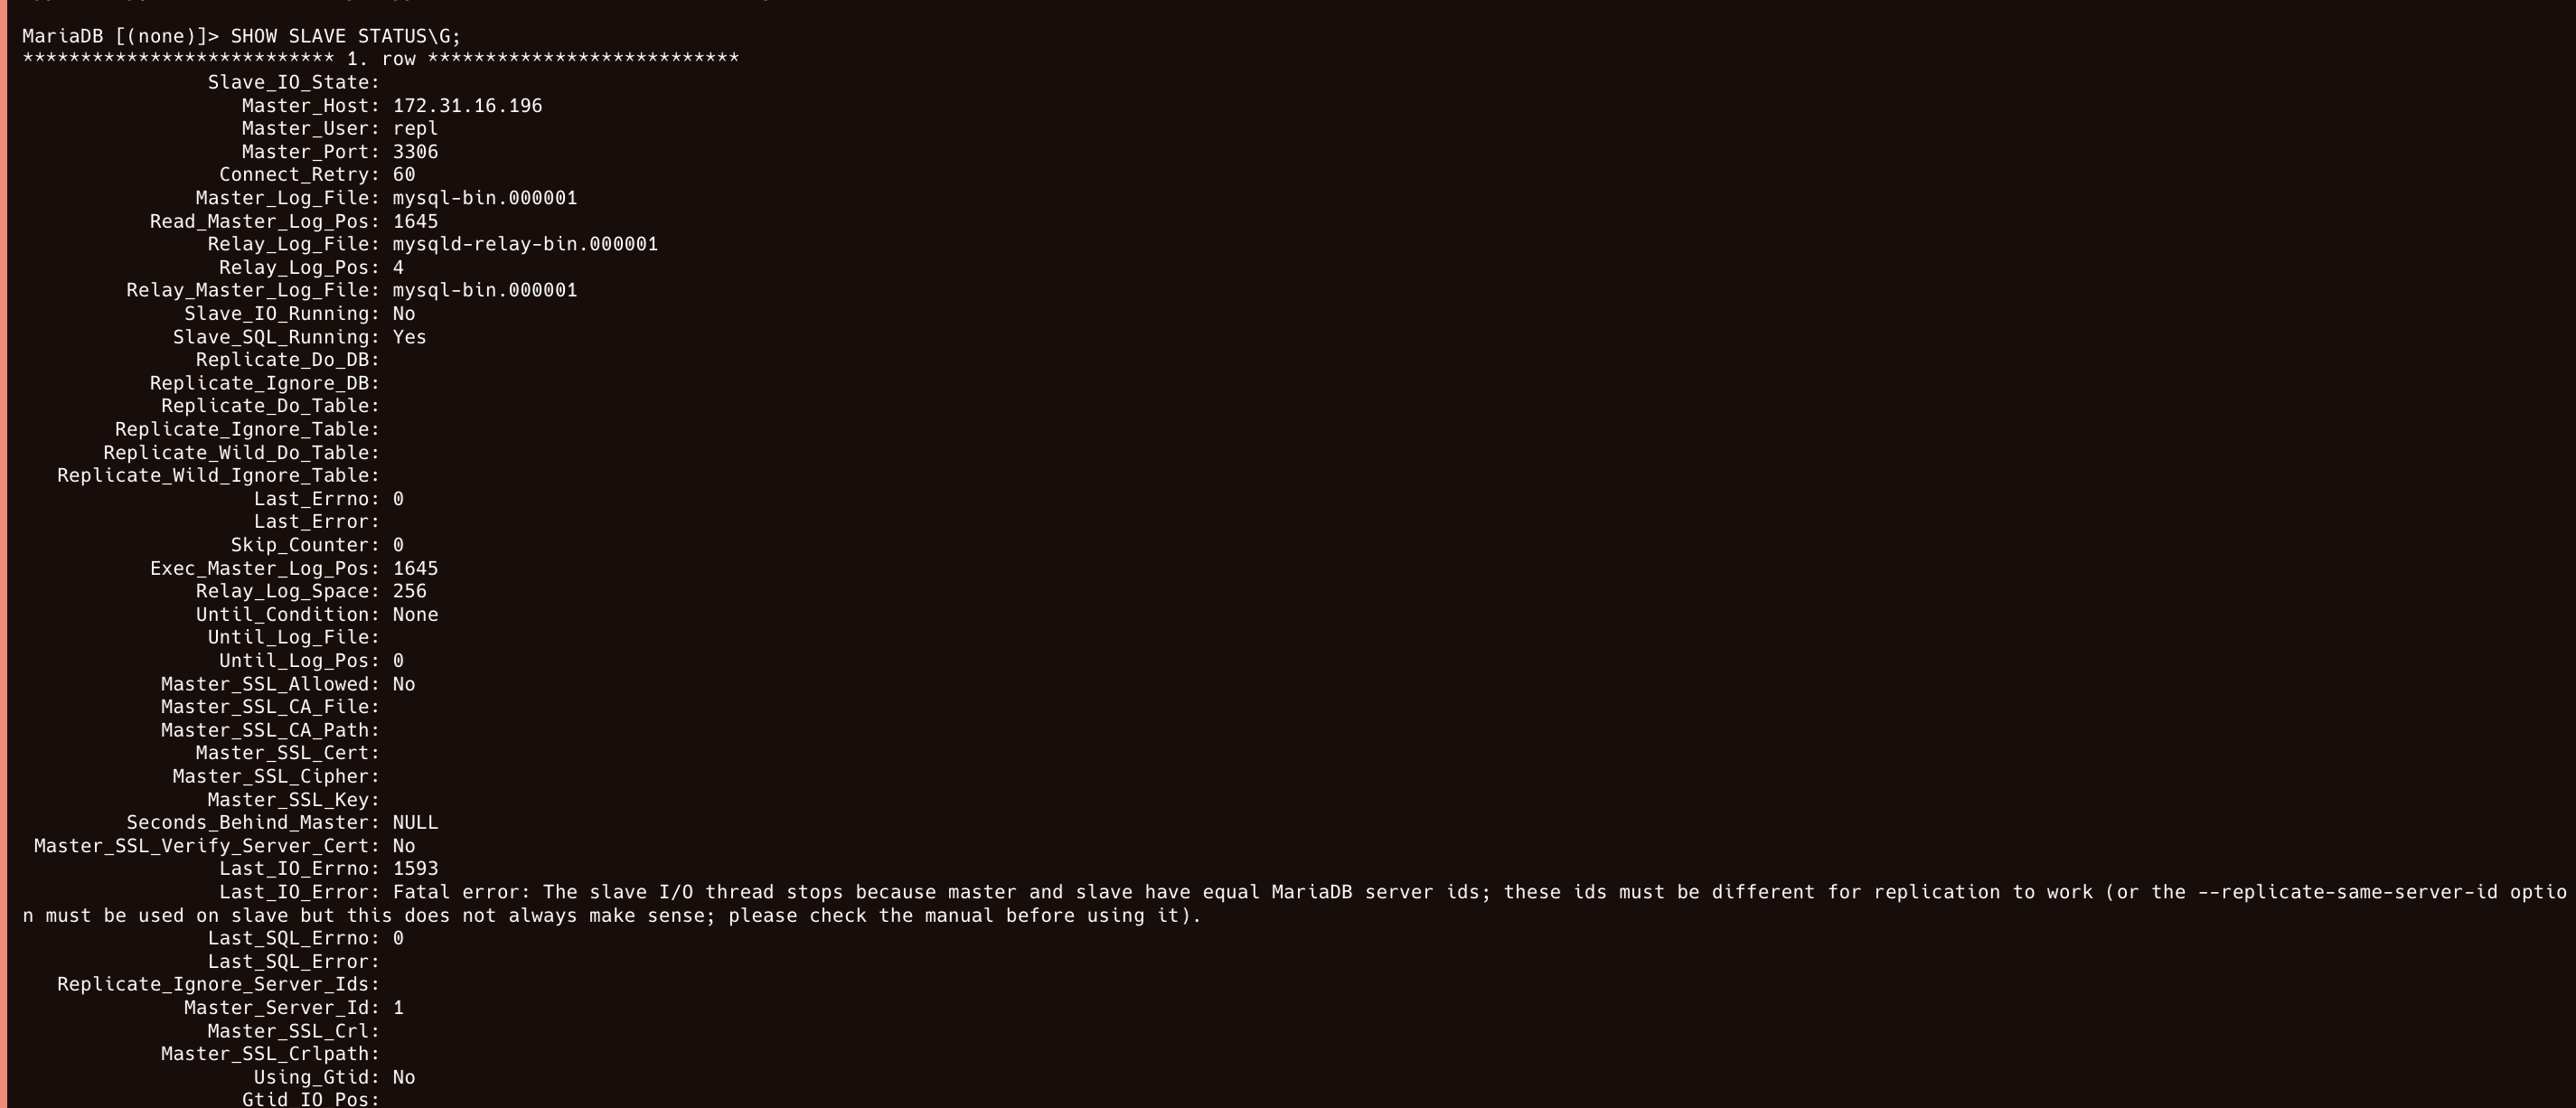 MariaDB [(none)]> SHOW SLAVE STATUS\G;
*************************** 1. row ***************************
Slave_IO_State:
Master_Host: 172.31.16.196
Master_User: repl
Master_Port: 3306
Connect_Retry: 60
Master_Log_File: mysql-bin.000001
Read_Master_Log_Pos: 1645
Relay_Log_File: mysqld-relay-bin.000001
Relay_Log_Pos: 4
Relay_Master_Log_File: mysql-bin.000001
Slave_IO_Running: No
Slave_SQL_Running: Yes
Replicate_Do_DB:
Replicate_Ignore_DB:
Replicate_Do_Table:
Replicate_Ignore_Table:
Replicate_Wild_Do_Table:
Replicate_Wild_Ignore_Table:
Last_Errno: 0
Last_Error:
Skip_Counter: 0
Exec_Master_Log_Pos: 1645
Relay_Log_Space: 256
Until_Condition: None
Until_Log_File:
Until_Log_Pos: 0
Master_SSL_Allowed: No
Master_SSL_CA_File:
Master_SSL_CA_Path:
Master_SSL_Cert:
Master_SSL_Cipher:
Master_SSL_Key:
Seconds_Behind_Master: NULL
Master_SSL_Verify_Server_Cert: No
Last_IO_Errno: 1593
Last_IO_Error: Fatal error: The slave I/O thread stops because master and slave have equal MariaDB server ids; these ids must be different for replication to work (or the --replicate-same-server-id optio
n must be used on slave but this does not always make sense; please check the manual before using it).
Last_SQL_Errno: 0
Last_SQL_Error:
Replicate_Ignore_Server_Ids:
Master_Server_Id: 1
Master_SSL_Crl:
Master_SSL_Crlpath:
Using_Gtid: No
Gtid_IO_Pos: